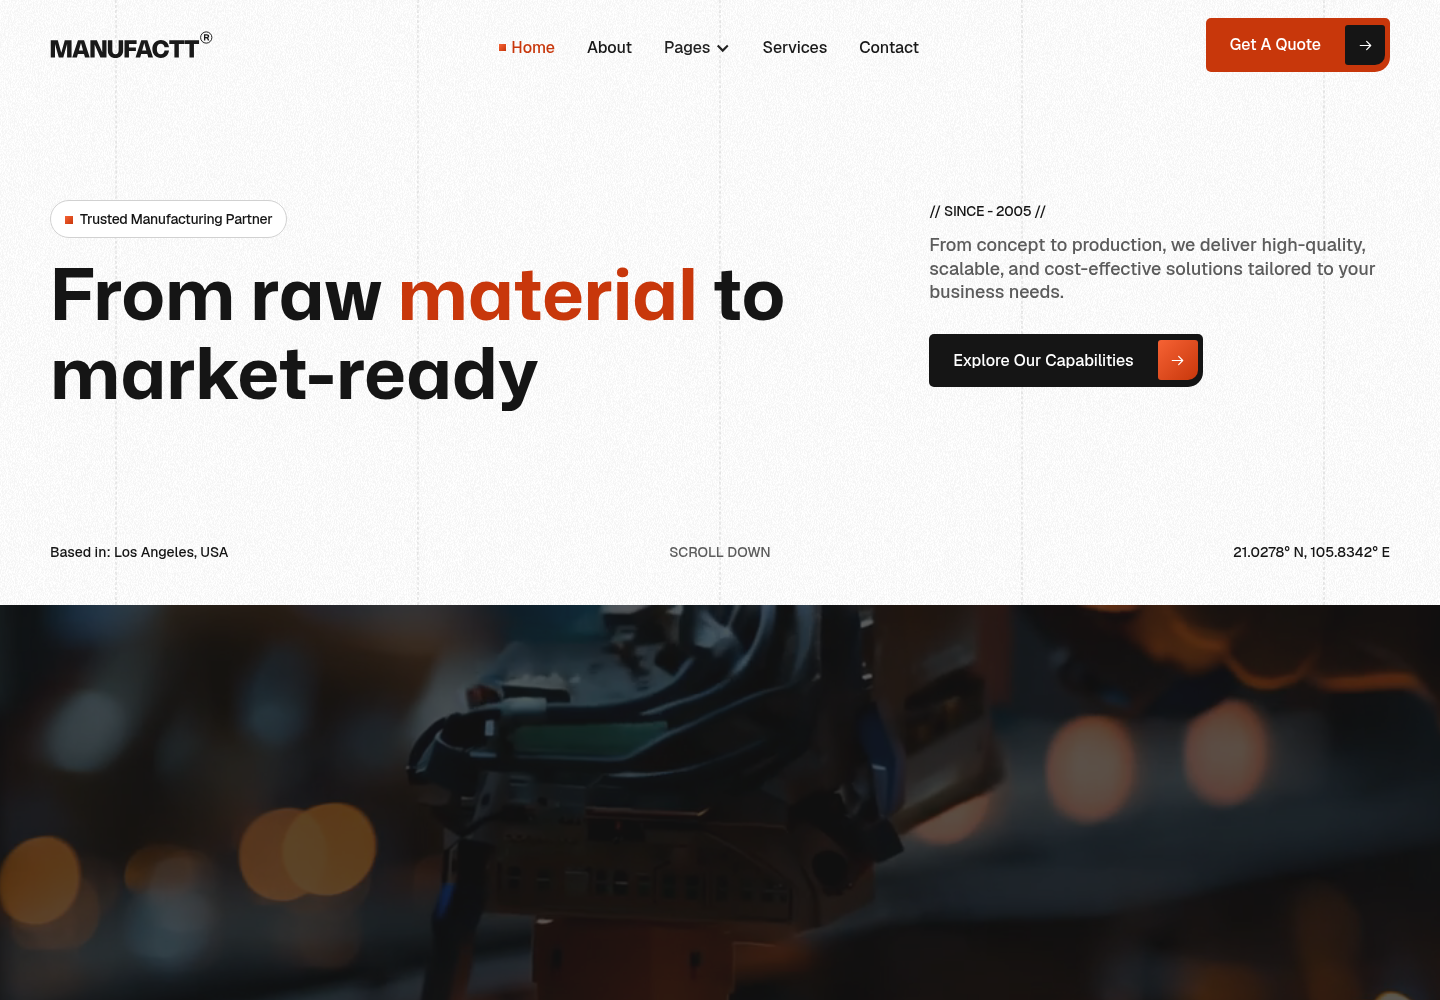 MANUFACTT®
Home
About
Pages
Services
Contact
Get A Quote
Trusted Manufacturing Partner
From raw material to
market-ready
// SINCE - 2005 //
From concept to production, we deliver high-quality,
scalable, and cost-effective solutions tailored to your
business needs.
Explore Our Capabilities
Based in: Los Angeles, USA
SCROLL DOWN
21.0278° N, 105.8342° E